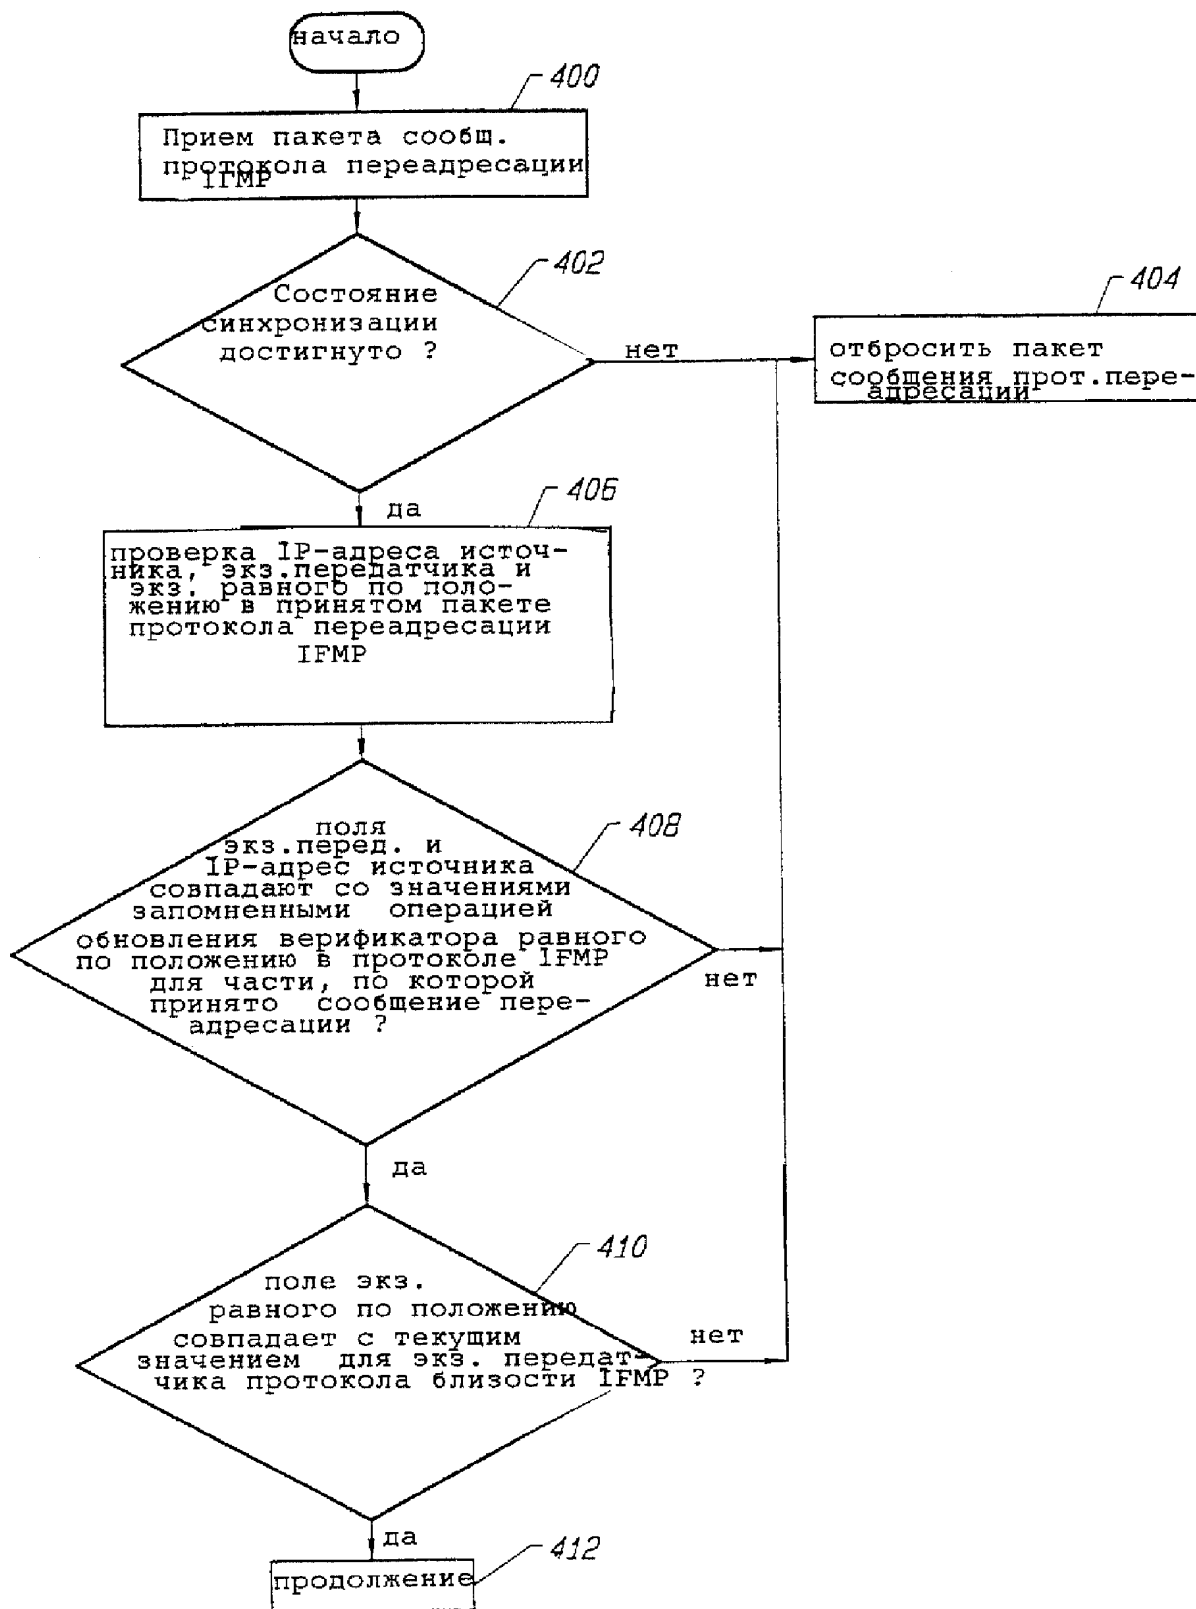 начало
400
Прием пакета сообщ.
протокола переадресации
IFMP
402
Состояние
синхронизации
достигнуто ?
нет
404
отбросить пакет
сообщения прот.пере-
адресации
да
406
проверка IP-адреса источ-
ника, экз.передатчика и
экз. равного по поло-
жению в принятом пакете
протокола переадресации
IFMP
408
поля
экз.перед. и
IP-адрес источника
совпадают со значениями
запомненными операцией
обновления верификатора равного
по положению в протоколе IFMP
для части, по которой
принято сообщение пере-
адресации ?
нет
да
410
поле экз.
равного по положению
совпадает с текущим
значением для экз. передат-
чика протокола близости IFMP ?
нет
да
412
продолжение